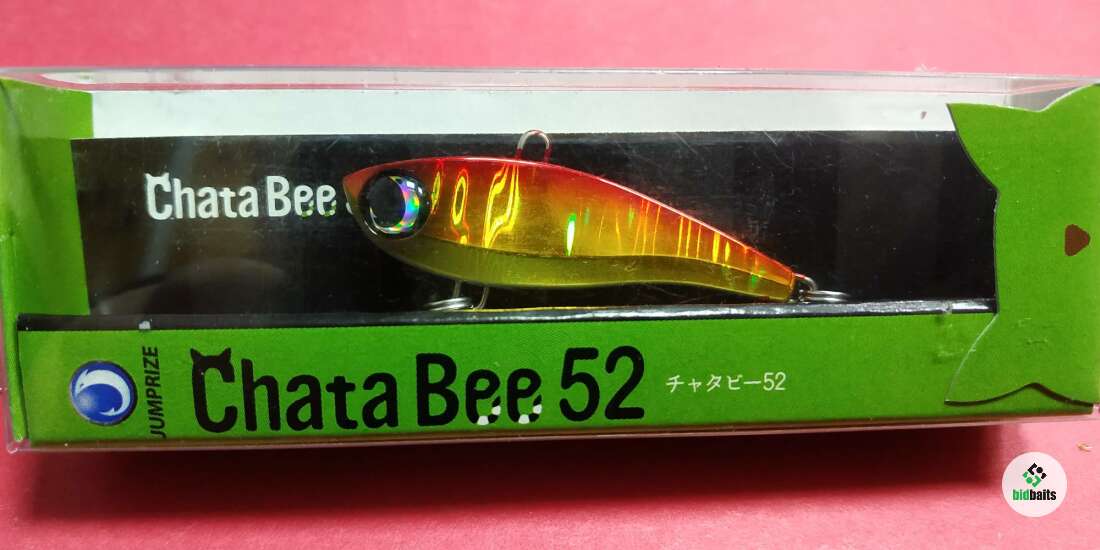 Chata Bee
JUMPRIZE
Chata Bee 52
チャタビー52
bidbaits